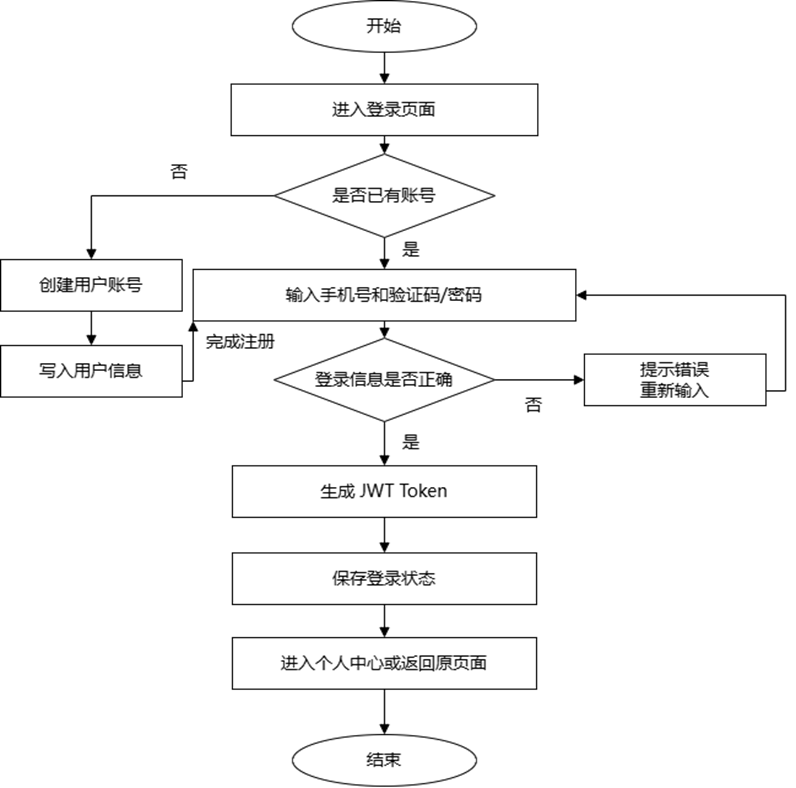 开始
进入登录页面
是否已有账号
否
是
创建用户账号
输入手机号和验证码/密码
完成注册
写入用户信息
登录信息是否正确
否
提示错误
重新输入
是
生成 JWT Token
保存登录状态
进入个人中心或返回原页面
结束